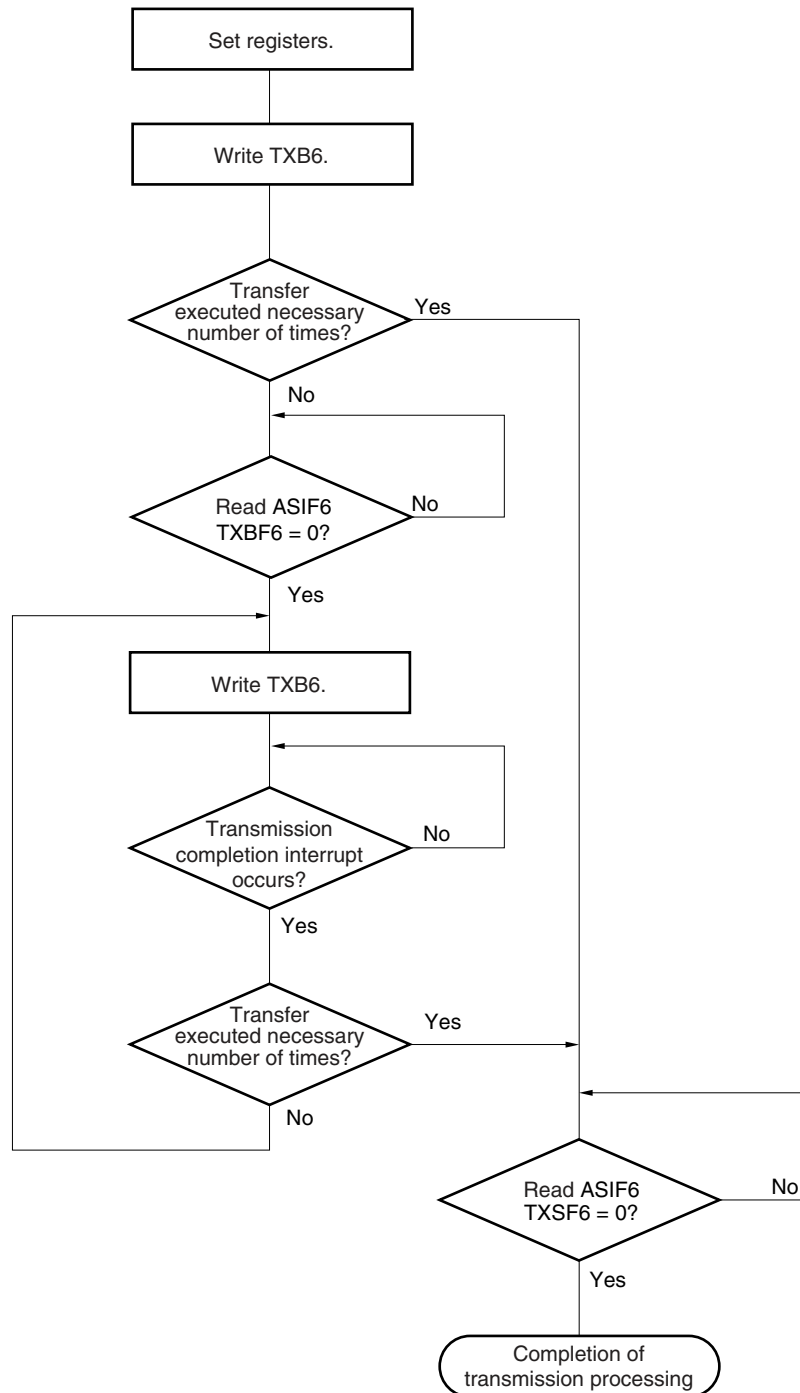 Set registers.
Write TXB6.
Transfer
executed necessary
number of times?
Yes
No
Read ASIF6
TXBF6 = 0?
No
Yes
Write TXB6.
Transmission
completion interrupt
occurs?
No
Yes
Transfer
executed necessary
number of times?
Yes
No
Read ASIF6
TXSF6 = 0?
No
Yes
Completion of
transmission processing